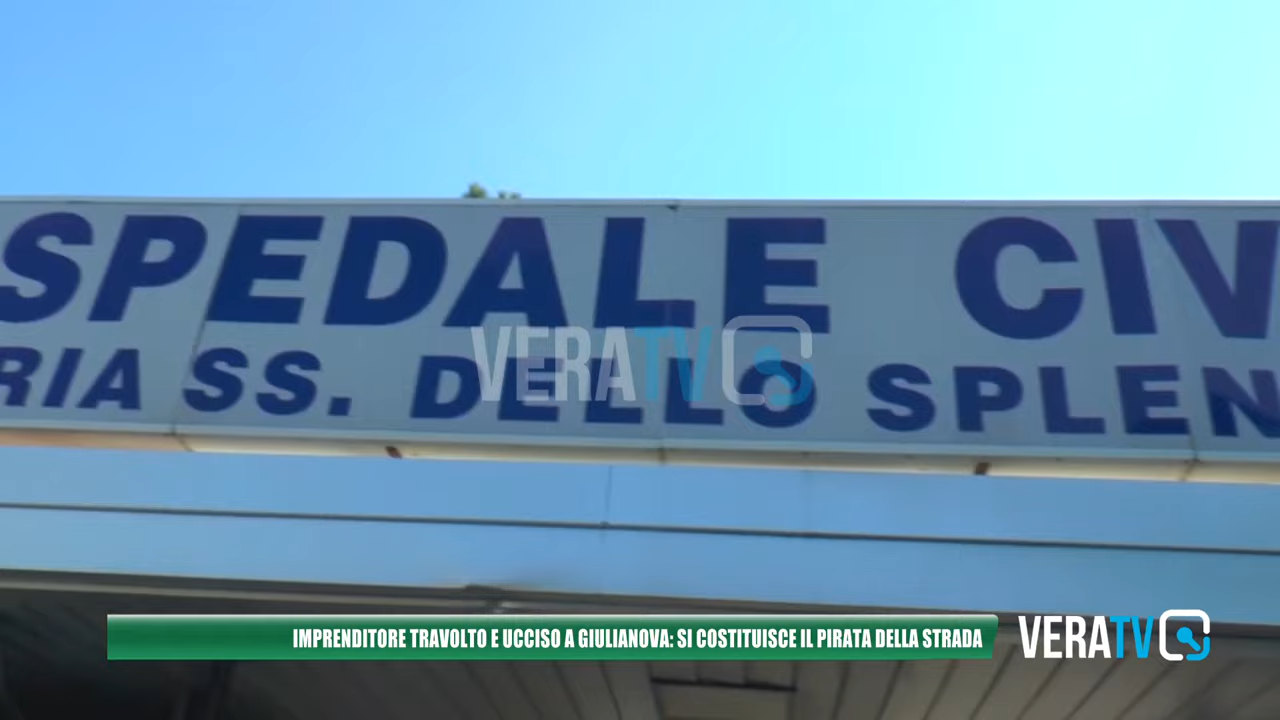 SPEDALE CIV
RIA SS. DELLO SPLEN
VERATV
IMPRENDITORE TRAVOLTO E UCCISO A GIULIANOVA: SI COSTITUISCE IL PIRATA DELLA STRADA
VERATV